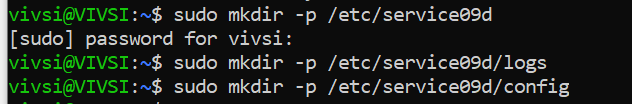 vivsi@VIVSI:~$ sudo mkdir -p /etc/service09d
[sudo] password for vivsi:
vivsi@VIVSI:~$ sudo mkdir -p /etc/service09d/logs
vivsi@VIVSI:~$ sudo mkdir -p /etc/service09d/config